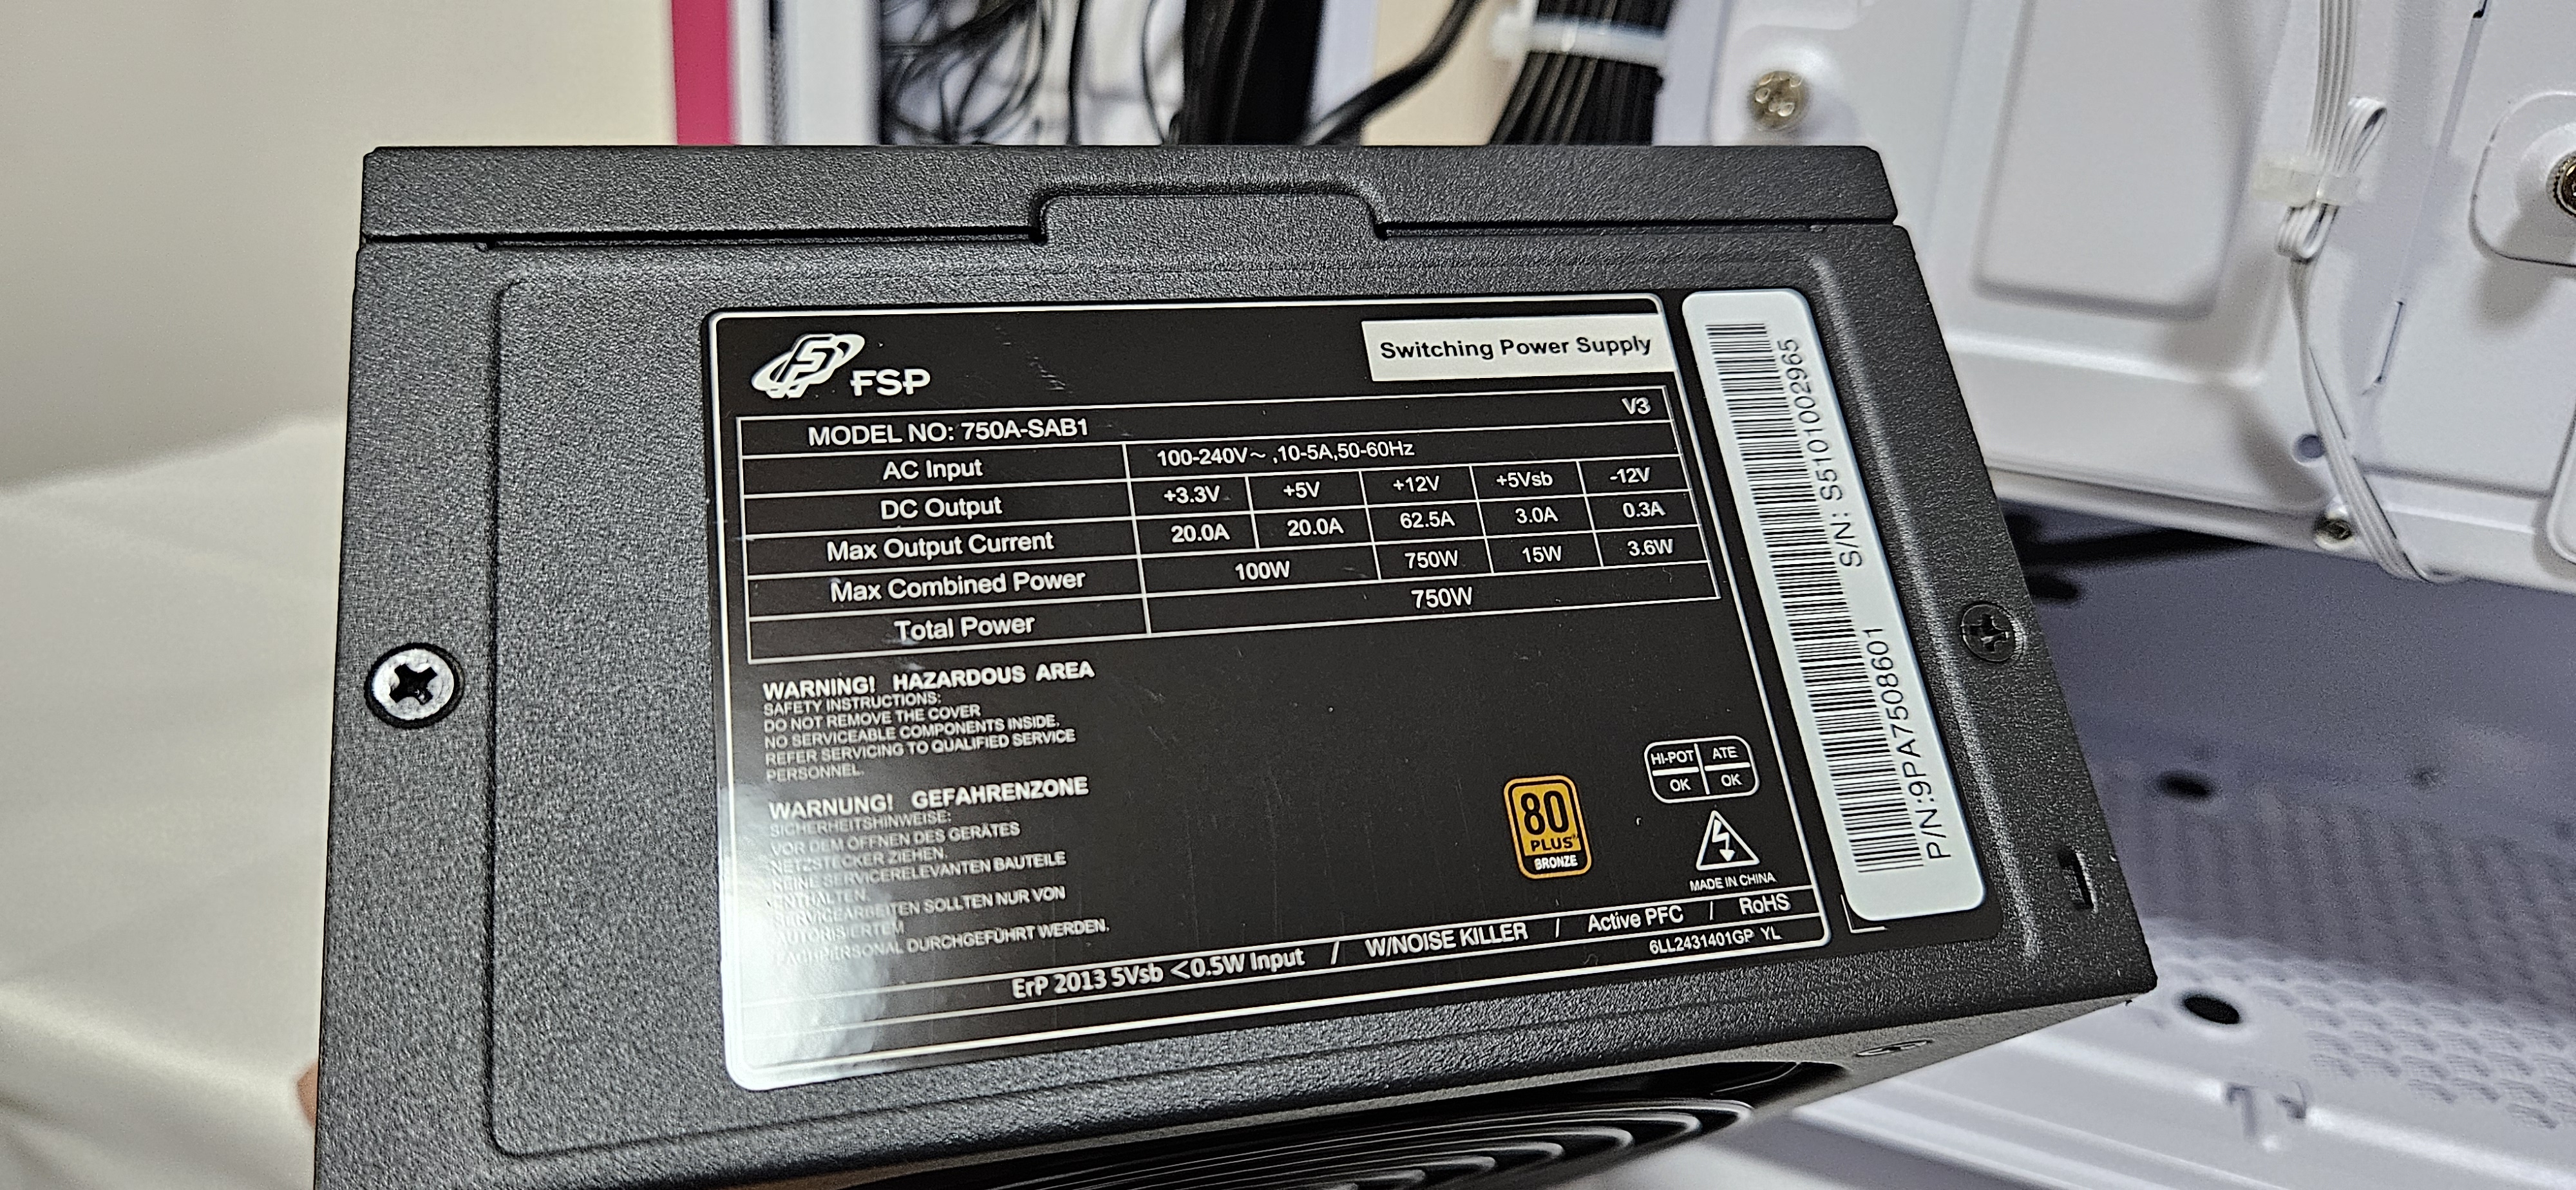 FSP
Switching Power Supply
MODEL NO: 750A-SAB1 V3
AC Input 100-240V~ ,10-5A,50-60Hz
DC Output +3.3V +5V +12V +5Vsb -12V
Max Output Current 20.0A 20.0A 62.5A 3.0A 0.3A
Max Combined Power 100W 750W 15W 3.6W
Total Power 750W
WARNING! HAZARDOUS AREA
SAFETY INSTRUCTIONS:
DO NOT REMOVE THE COVER
NO SERVICEABLE COMPONENTS INSIDE.
REFER SERVICING TO QUALIFIED SERVICE
PERSONNEL.
WARNUNG! GEFAHRENZONE
SICHERHEITSHINWEISE:
VOR DEM ÖFFNEN DES GERÄTES
NETZSTECKER ZIEHEN.
KEINE SERVICERELEVANTEN BAUTEILE
ENTHALTEN.
SERVICEARBEITEN SOLLTEN NUR VON
AUTORISIERTEM
FACHPERSONAL DURCHGEFÜHRT WERDEN.
80
PLUS
BRONZE
HI-POT ATE
OK OK
MADE IN CHINA
ErP 2013 5Vsb <0.5W Input / W/NOISE KILLER / Active PFC / RoHS
6LL2431401GP YL
S/N: S5101002965
P/N:9PA7508601